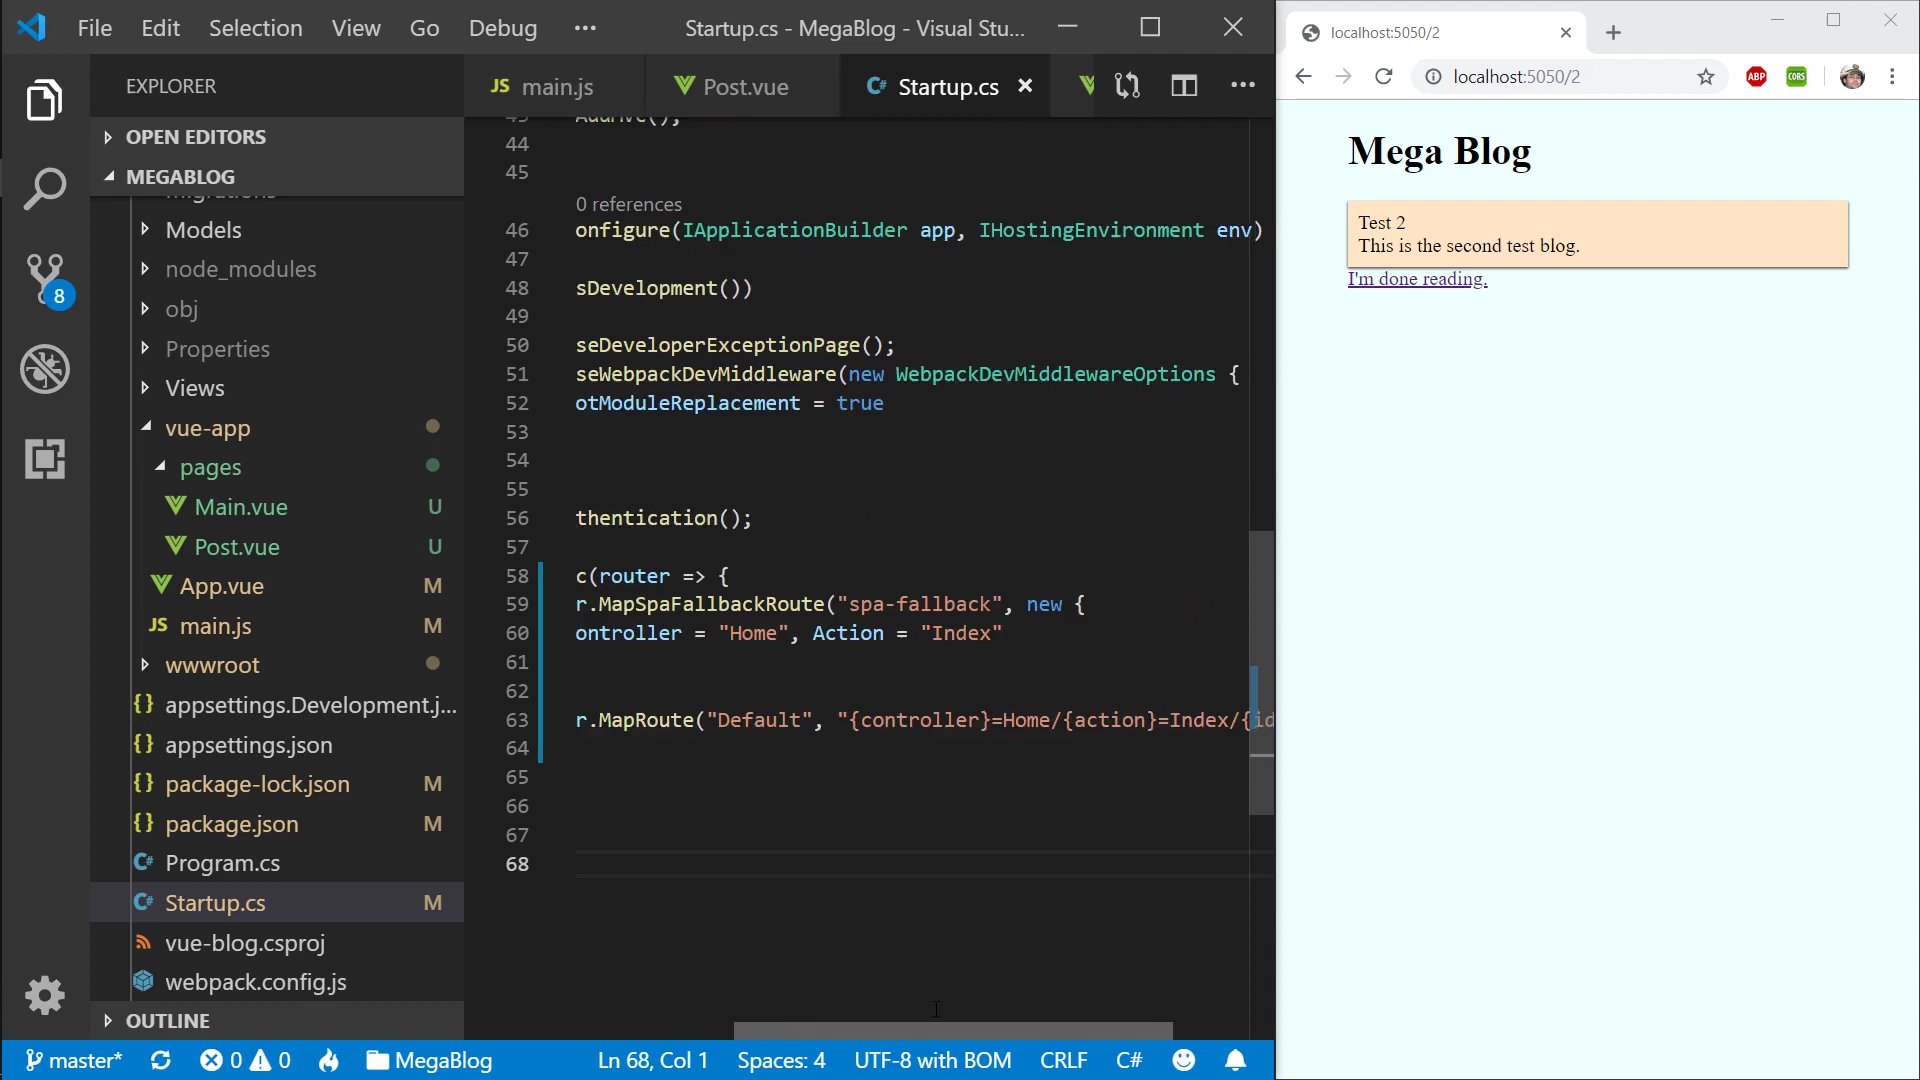 File Edit Selection View Go Debug ··· Startup.cs - MegaBlog - Visual Stu...
EXPLORER
OPEN EDITORS
MEGABLOG
Models
node_modules
obj
Properties
Views
vue-app
pages
Main.vue U
Post.vue U
App.vue M
JS main.js M
wwwroot
{} appsettings.Development.j...
{} appsettings.json
{} package-lock.json M
{} package.json M
C# Program.cs
C# Startup.cs M
vue-blog.csproj
webpack.config.js
OUTLINE
8
JS main.js Post.vue C# Startup.cs
44
45
0 references
46 onfigure(IApplicationBuilder app, IHostingEnvironment env)
47
48 sDevelopment())
49
50 seDeveloperExceptionPage();
51 seWebpackDevMiddleware(new WebpackDevMiddlewareOptions {
52 otModuleReplacement = true
53
54
55
56 thentication();
57
58 c(router => {
59 r.MapSpaFallbackRoute("spa-fallback", new {
60 ontroller = "Home", Action = "Index"
61
62
63 r.MapRoute("Default", "{controller}=Home/{action}=Index/{id
64
65
66
67
68
master* 0 0 MegaBlog Ln 68, Col 1 Spaces: 4 UTF-8 with BOM CRLF C#
localhost:5050/2
localhost:5050/2
ABP CORS
Mega Blog
Test 2
This is the second test blog.
I'm done reading.